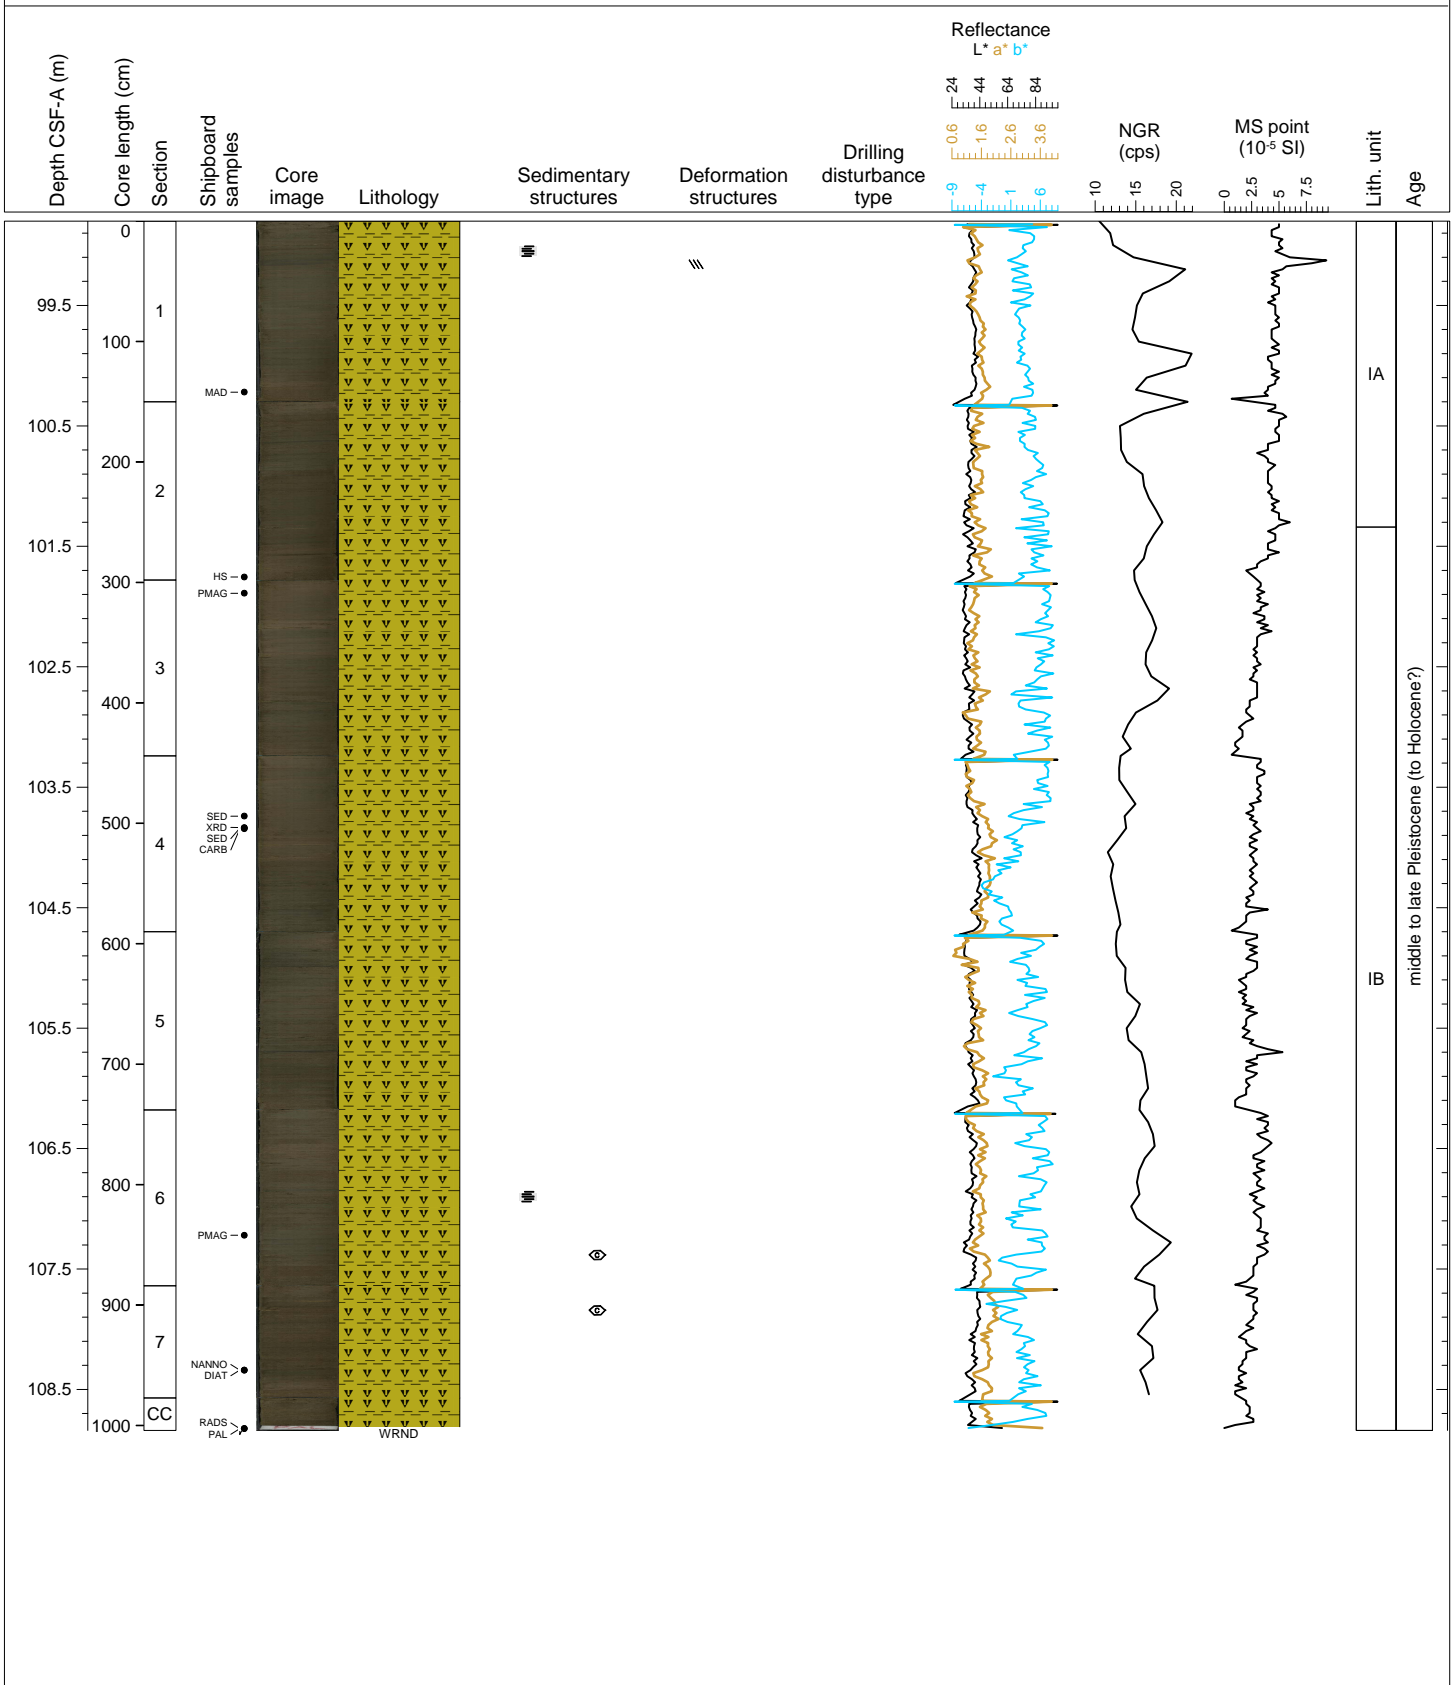 Depth CSF-A (m)
Core length (cm)
Section
Shipboard
samples
Core
image
Lithology
Sedimentary
structures
Deformation
structures
Drilling
disturbance
type
Reflectance
L* a* b*
24 44 64 84
0.6 1.6 2.6 3.6
-9 -4 1 6
NGR
(cps)
10 15 20
MS point
(10-5 SI)
0 2.5 5 7.5
Lith. unit
Age
0
99.5
1
100
IA
MAD
100.5
200
2
101.5
HS
300
PMAG
102.5
3
middle to late Pleistocene (to Holocene?)
400
103.5
SED
500
XRD
SED
4
CARB
104.5
600
IB
105.5
5
700
106.5
800
6
PMAG
c
107.5
900
c
7
NANNO
DIAT
108.5
CC
RADS
1000
PAL
WRND